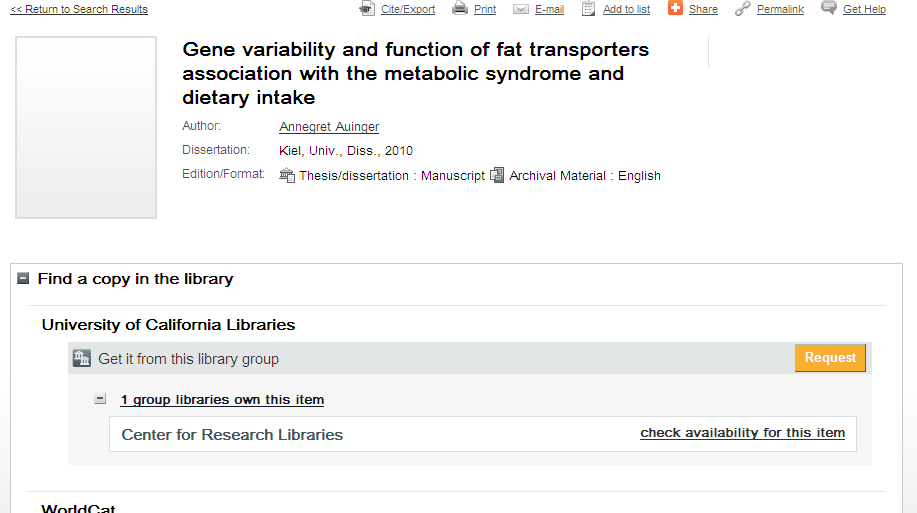 << Return to Search Results Cite/Export Print E-mail Add to list Share Permalink Get Help
Gene variability and function of fat transporters
association with the metabolic syndrome and
dietary intake
Author: Annegret Auinger
Dissertation: Kiel, Univ., Diss., 2010
Edition/Format: Thesis/dissertation : Manuscript Archival Material : English
Find a copy in the library
University of California Libraries
Get it from this library group Request
1 group libraries own this item
Center for Research Libraries check availability for this item
WorldCat